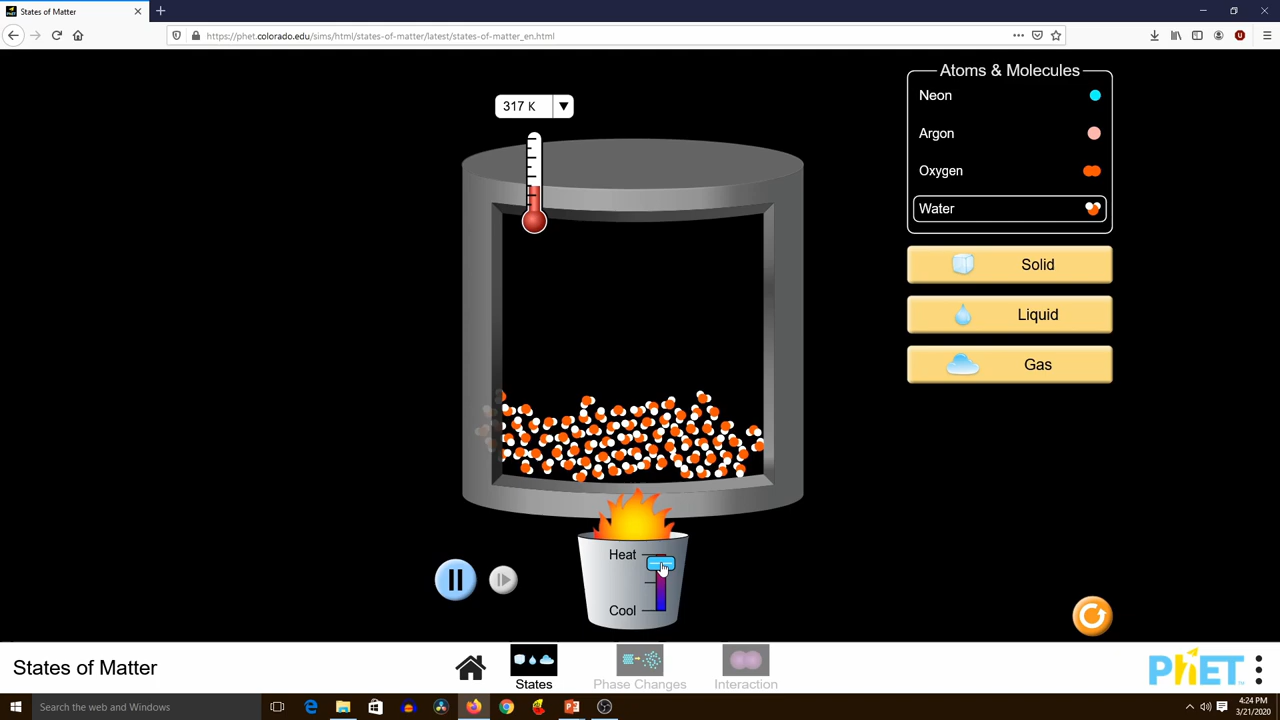 States of Matter
https://phet.colorado.edu/sims/html/states-of-matter/latest/states-of-matter_en.html
317 K
Atoms & Molecules
Neon
Argon
Oxygen
Water
Solid
Liquid
Gas
Heat
Cool
States of Matter
States
Phase Changes
Interaction
PhET
Search the web and Windows
4:24 PM
3/21/2020